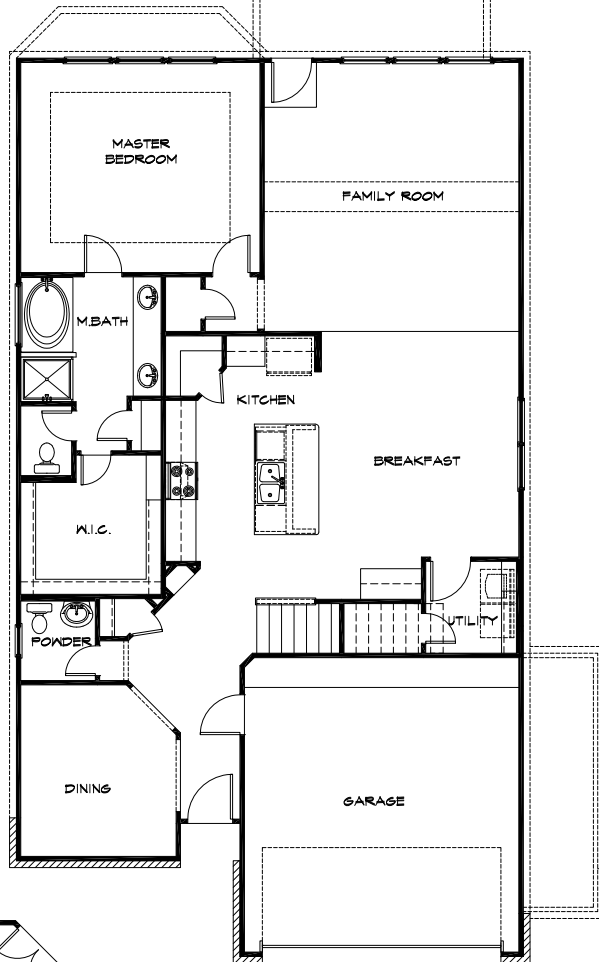 MASTER
BEDROOM
FAMILY ROOM
M.BATH
KITCHEN
BREAKFAST
W.I.C.
POWDER
UTILITY
DINING
GARAGE